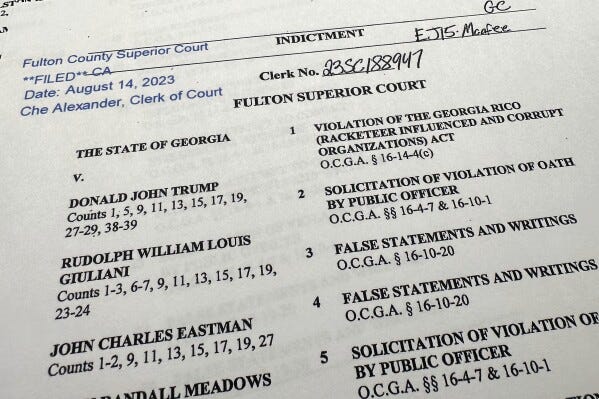 GC
INDICTMENT
E.J15. McAfee
Fulton County Superior Court
**FILED** CA
Date: August 14, 2023
Che Alexander, Clerk of Court
Clerk No. 23SC188947
FULTON SUPERIOR COURT
THE STATE OF GEORGIA
V.
DONALD JOHN TRUMP
Counts 1, 5, 9, 11, 13, 15, 17, 19,
27-29, 38-39
RUDOLPH WILLIAM LOUIS
GIULIANI
Counts 1-3, 6-7, 9, 11, 13, 15, 17, 19,
23-24
JOHN CHARLES EASTMAN
Counts 1-2, 9, 11, 13, 15, 17, 19, 27
RANDALL MEADOWS
1 VIOLATION OF THE GEORGIA RICO
(RACKETEER INFLUENCED AND CORRUPT
ORGANIZATIONS) ACT
O.C.G.A. § 16-14-4(c)
2 SOLICITATION OF VIOLATION OF OATH
BY PUBLIC OFFICER
O.C.G.A. §§ 16-4-7 & 16-10-1
3 FALSE STATEMENTS AND WRITINGS
O.C.G.A. § 16-10-20
4 FALSE STATEMENTS AND WRITINGS
O.C.G.A. § 16-10-20
5 SOLICITATION OF VIOLATION OF
BY PUBLIC OFFICER
O.C.G.A. §§ 16-4-7 & 16-10-1